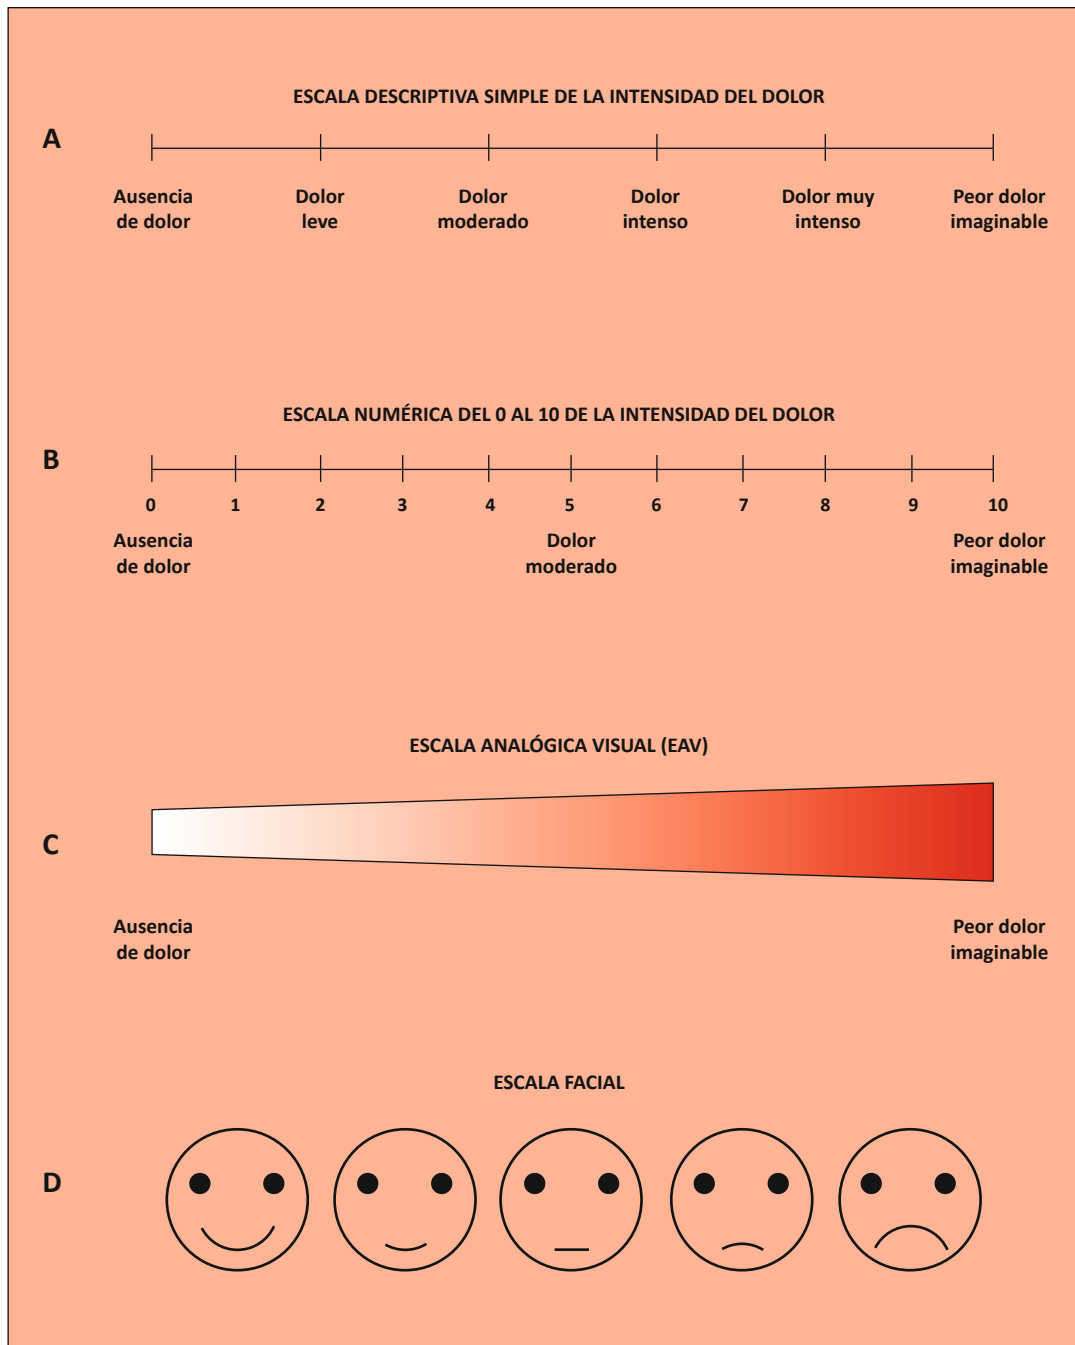 ESCALA DESCRIPTIVA SIMPLE DE LA INTENSIDAD DEL DOLOR
A
Ausencia de dolor
Dolor leve
Dolor moderado
Dolor intenso
Dolor muy intenso
Peor dolor imaginable
ESCALA NUMÉRICA DEL 0 AL 10 DE LA INTENSIDAD DEL DOLOR
B
0 1 2 3 4 5 6 7 8 9 10
Ausencia de dolor
Dolor moderado
Peor dolor imaginable
ESCALA ANALÓGICA VISUAL (EAV)
C
Ausencia de dolor
Peor dolor imaginable
ESCALA FACIAL
D